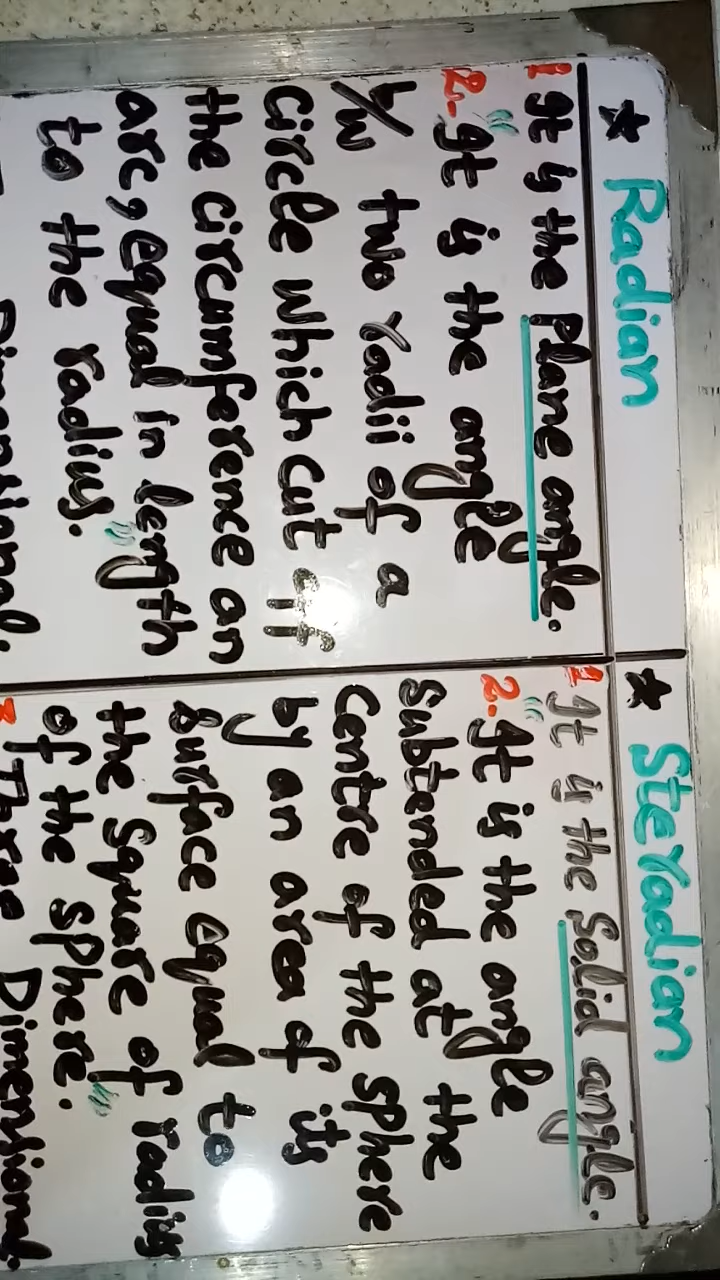 ★ Radian
1. It is the plane angle.
2. "It is the angle
b/w two radii of a
circle which cut off
the circumference an
arc, equal in length
to the radius."
Dimensional.
★ Steradian
1. It is the Solid angle.
2. "It is the angle
subtended at the
centre of the sphere
by an area of its
surface equal to
the square of radius
of the sphere."
3. Three Dimensional.